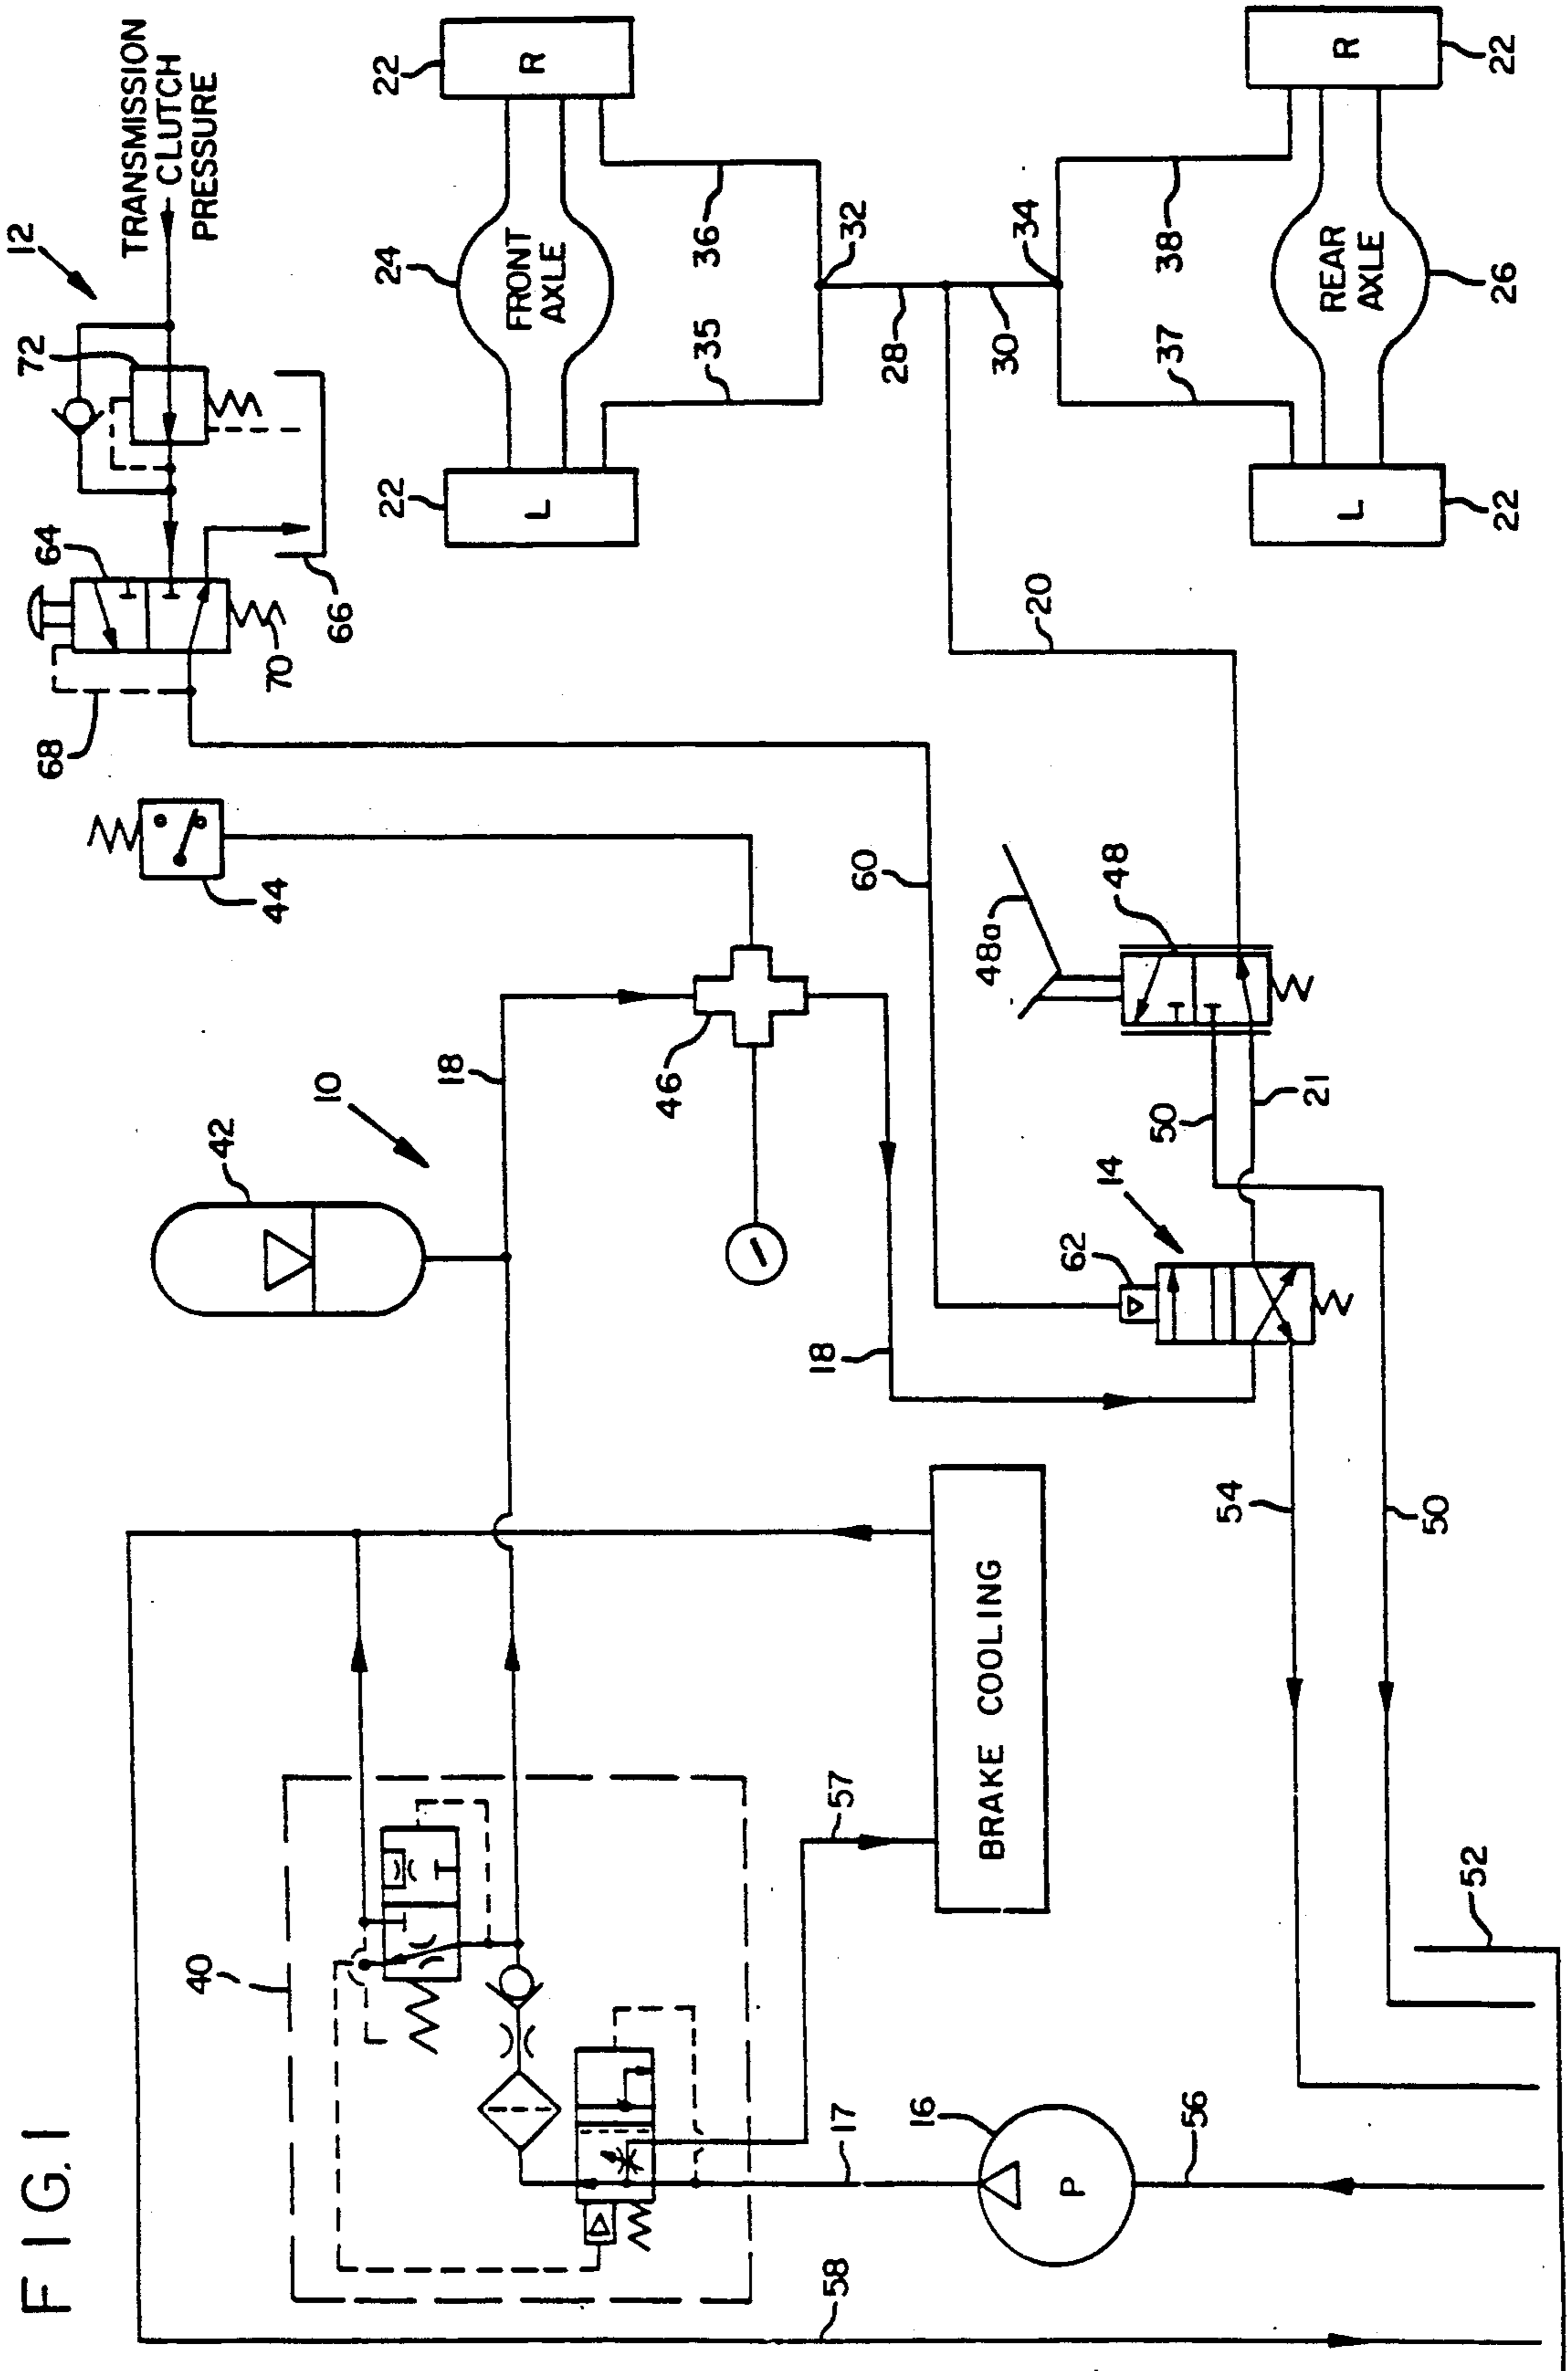 FIG.1
12
TRANSMISSION
CLUTCH
PRESSURE
72
64
66
68
70
22
R
24
FRONT
AXLE
22
L
36
35
32
28
30
34
38
37
22
R
REAR
AXLE
26
22
L
20
44
60
48a
48
46
18
10
42
50
21
14
62
18
54
50
BRAKE COOLING
57
40
52
17
16
P
56
58